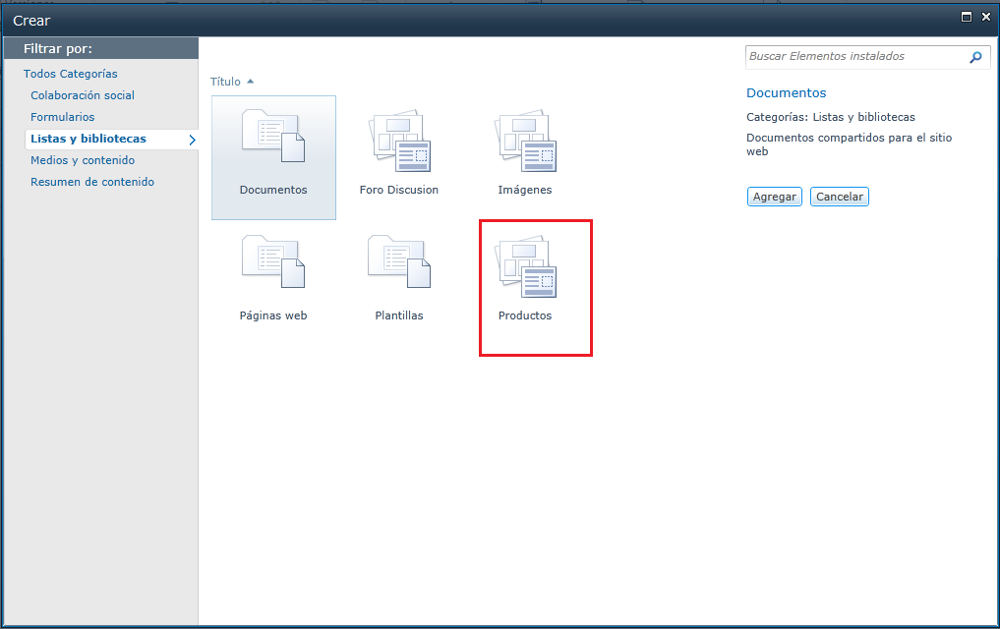 Crear
Filtrar por:
Todos Categorías
Colaboración social
Formularios
Listas y bibliotecas
Medios y contenido
Resumen de contenido
Título
Documentos
Foro Discusion
Imágenes
Páginas web
Plantillas
Productos
Buscar Elementos instalados
Documentos
Categorías: Listas y bibliotecas
Documentos compartidos para el sitio
web
Agregar
Cancelar